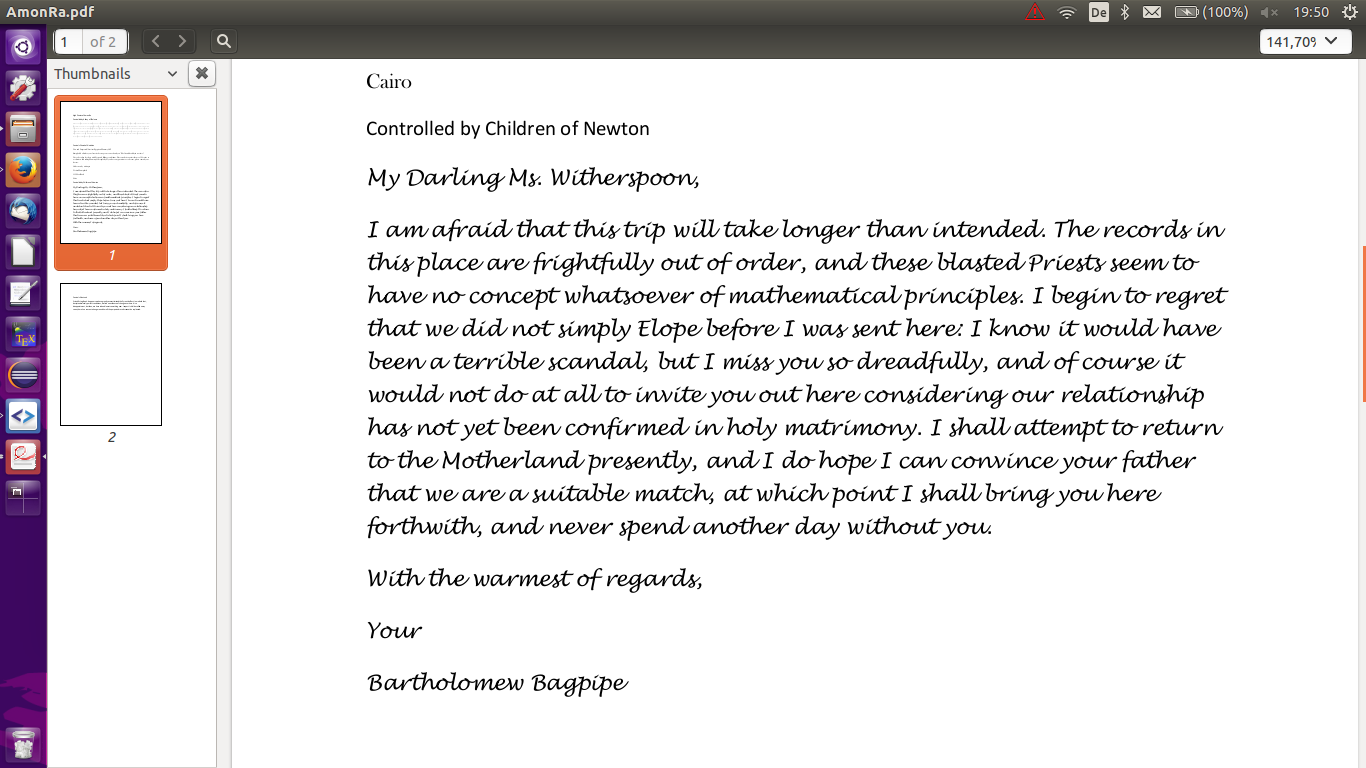 AmonRa.pdf
De
(100%)
19:50
1 of 2
141,70%
Thumbnails
1
2
Cairo
Controlled by Children of Newton
My Darling Ms. Witherspoon,
I am afraid that this trip will take longer than intended. The records in
this place are frightfully out of order, and these blasted Priests seem to
have no concept whatsoever of mathematical principles. I begin to regret
that we did not simply Elope before I was sent here: I know it would have
been a terrible scandal, but I miss you so dreadfully, and of course it
would not do at all to invite you out here considering our relationship
has not yet been confirmed in holy matrimony. I shall attempt to return
to the Motherland presently, and I do hope I can convince your father
that we are a suitable match, at which point I shall bring you here
forthwith, and never spend another day without you.
With the warmest of regards,
Your
Bartholomew Bagpipe